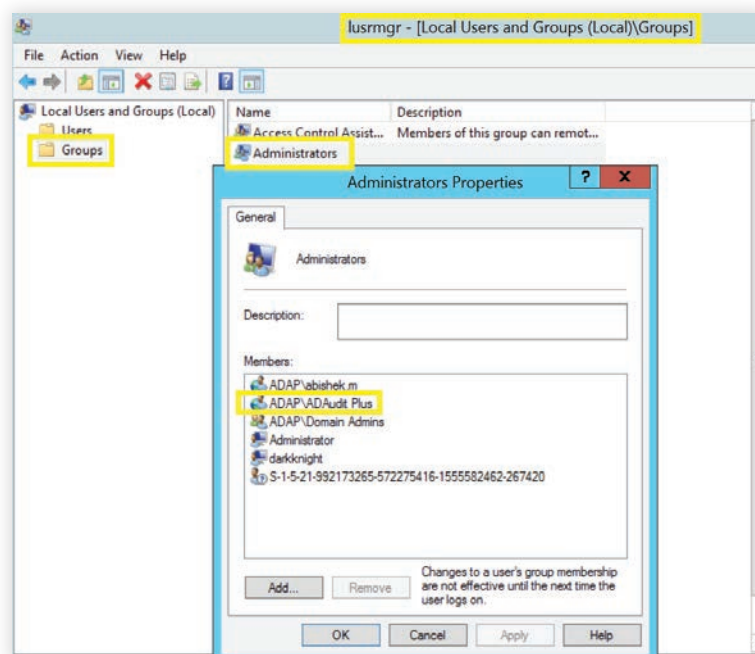 lusrmgr - [Local Users and Groups (Local)\Groups]
File Action View Help
Local Users and Groups (Local)
Users
Groups
Name Description
Access Control Assist... Members of this group can remot...
Administrators
Administrators Properties
? X
General
Administrators
Description:
Members:
ADAP\abishek.m
ADAP\ADAudit Plus
ADAP\Domain Admins
Administrator
darkknight
S-1-5-21-992173265-572275416-1555582462-267420
Add... Remove
Changes to a user's group membership
are not effective until the next time the
user logs on.
OK Cancel Apply Help